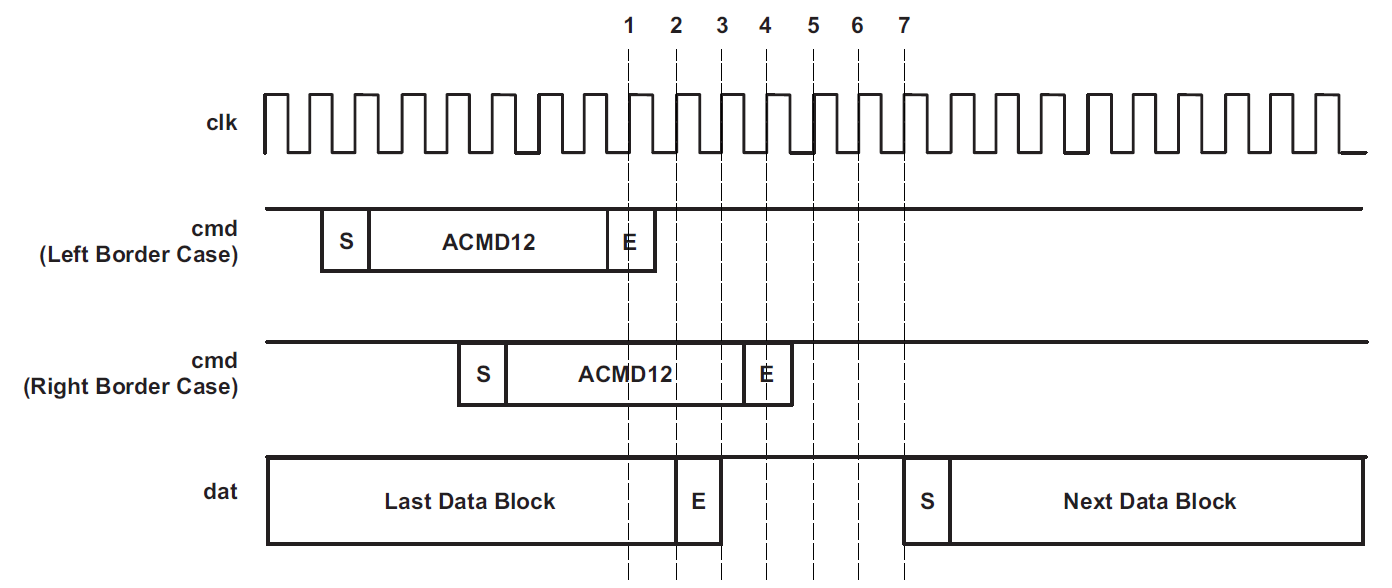 1 2 3 4 5 6 7
clk
cmd
(Left Border Case)
S ACMD12 E
cmd
(Right Border Case)
S ACMD12 E
dat
Last Data Block E S Next Data Block